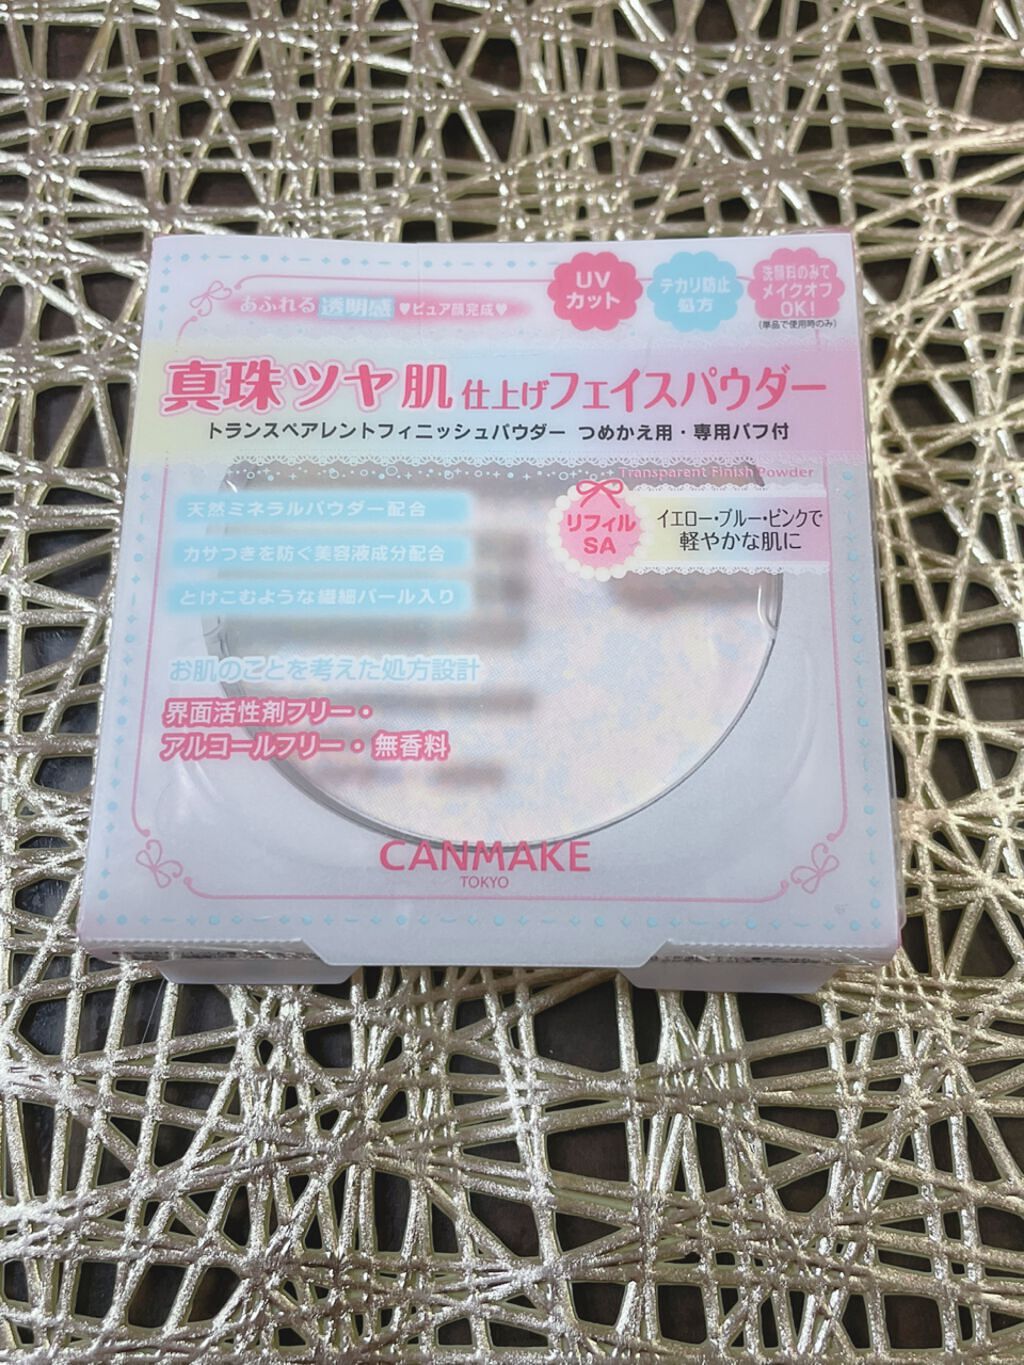 UV
カット
テカリ防止
処方
洗顔料のみで
メイクオフ
OK!
(単品で使用時のみ)
あふれる 透明感 ♥ピュア顔完成♥
真珠ツヤ肌 仕上げフェイスパウダー
トランスペアレントフィニッシュパウダー つめかえ用・専用パフ付
Transparent Finish Powder
リフィル
SA
イエロー・ブルー・ピンクで
軽やかな肌に
天然ミネラルパウダー配合
カサつきを防ぐ美容液成分配合
とけこむような繊細パール入り
お肌のことを考えた処方設計
界面活性剤フリー・
アルコールフリー・無香料
CANMAKE
TOKYO